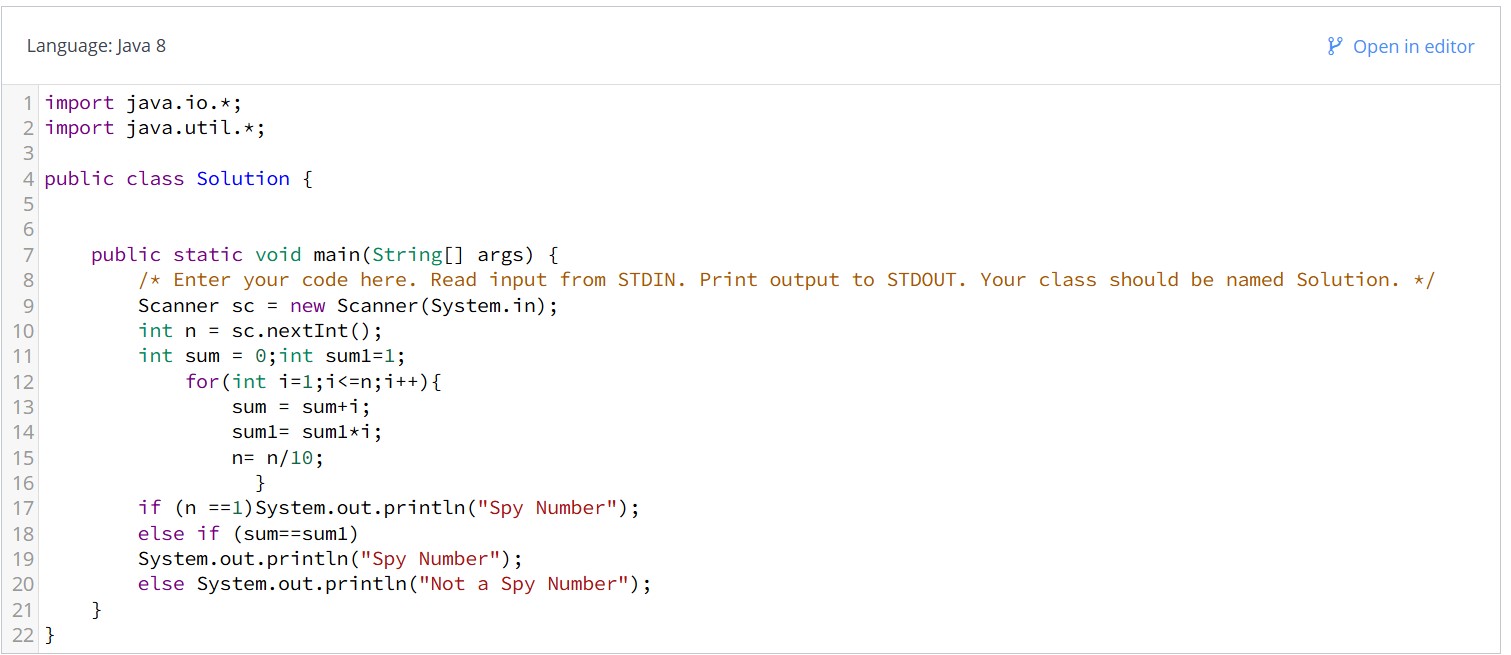 Language: Java 8
Open in editor
1 import java.io.*;
2 import java.util.*;
3
4 public class Solution {
5
6
7     public static void main(String[] args) {
8         /* Enter your code here. Read input from STDIN. Print output to STDOUT. Your class should be named Solution. */
9         Scanner sc = new Scanner(System.in);
10         int n = sc.nextInt();
11         int sum = 0;int sum1=1;
12             for(int i=1;i<=n;i++){
13                 sum = sum+i;
14                 sum1= sum1*i;
15                 n= n/10;
16                   }
17         if (n ==1)System.out.println("Spy Number");
18         else if (sum==sum1)
19         System.out.println("Spy Number");
20         else System.out.println("Not a Spy Number");
21     }
22 }